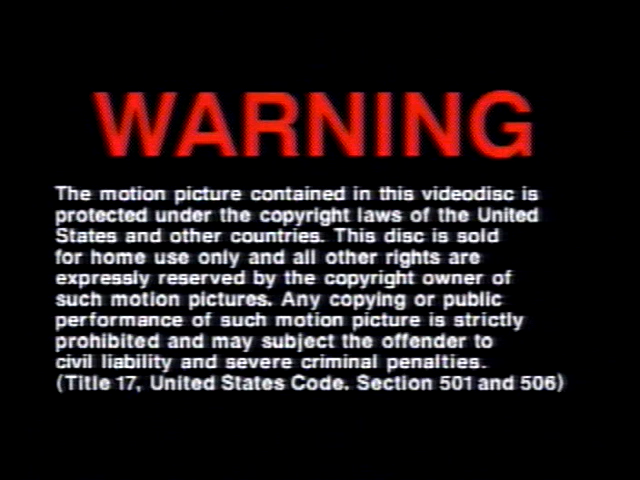 WARNING
The motion picture contained in this videodisc is
protected under the copyright laws of the United
States and other countries. This disc is sold
for home use only and all other rights are
expressly reserved by the copyright owner of
such motion pictures. Any copying or public
performance of such motion picture is strictly
prohibited and may subject the offender to
civil liability and severe criminal penalties.
(Title 17, United States Code. Section 501 and 506)